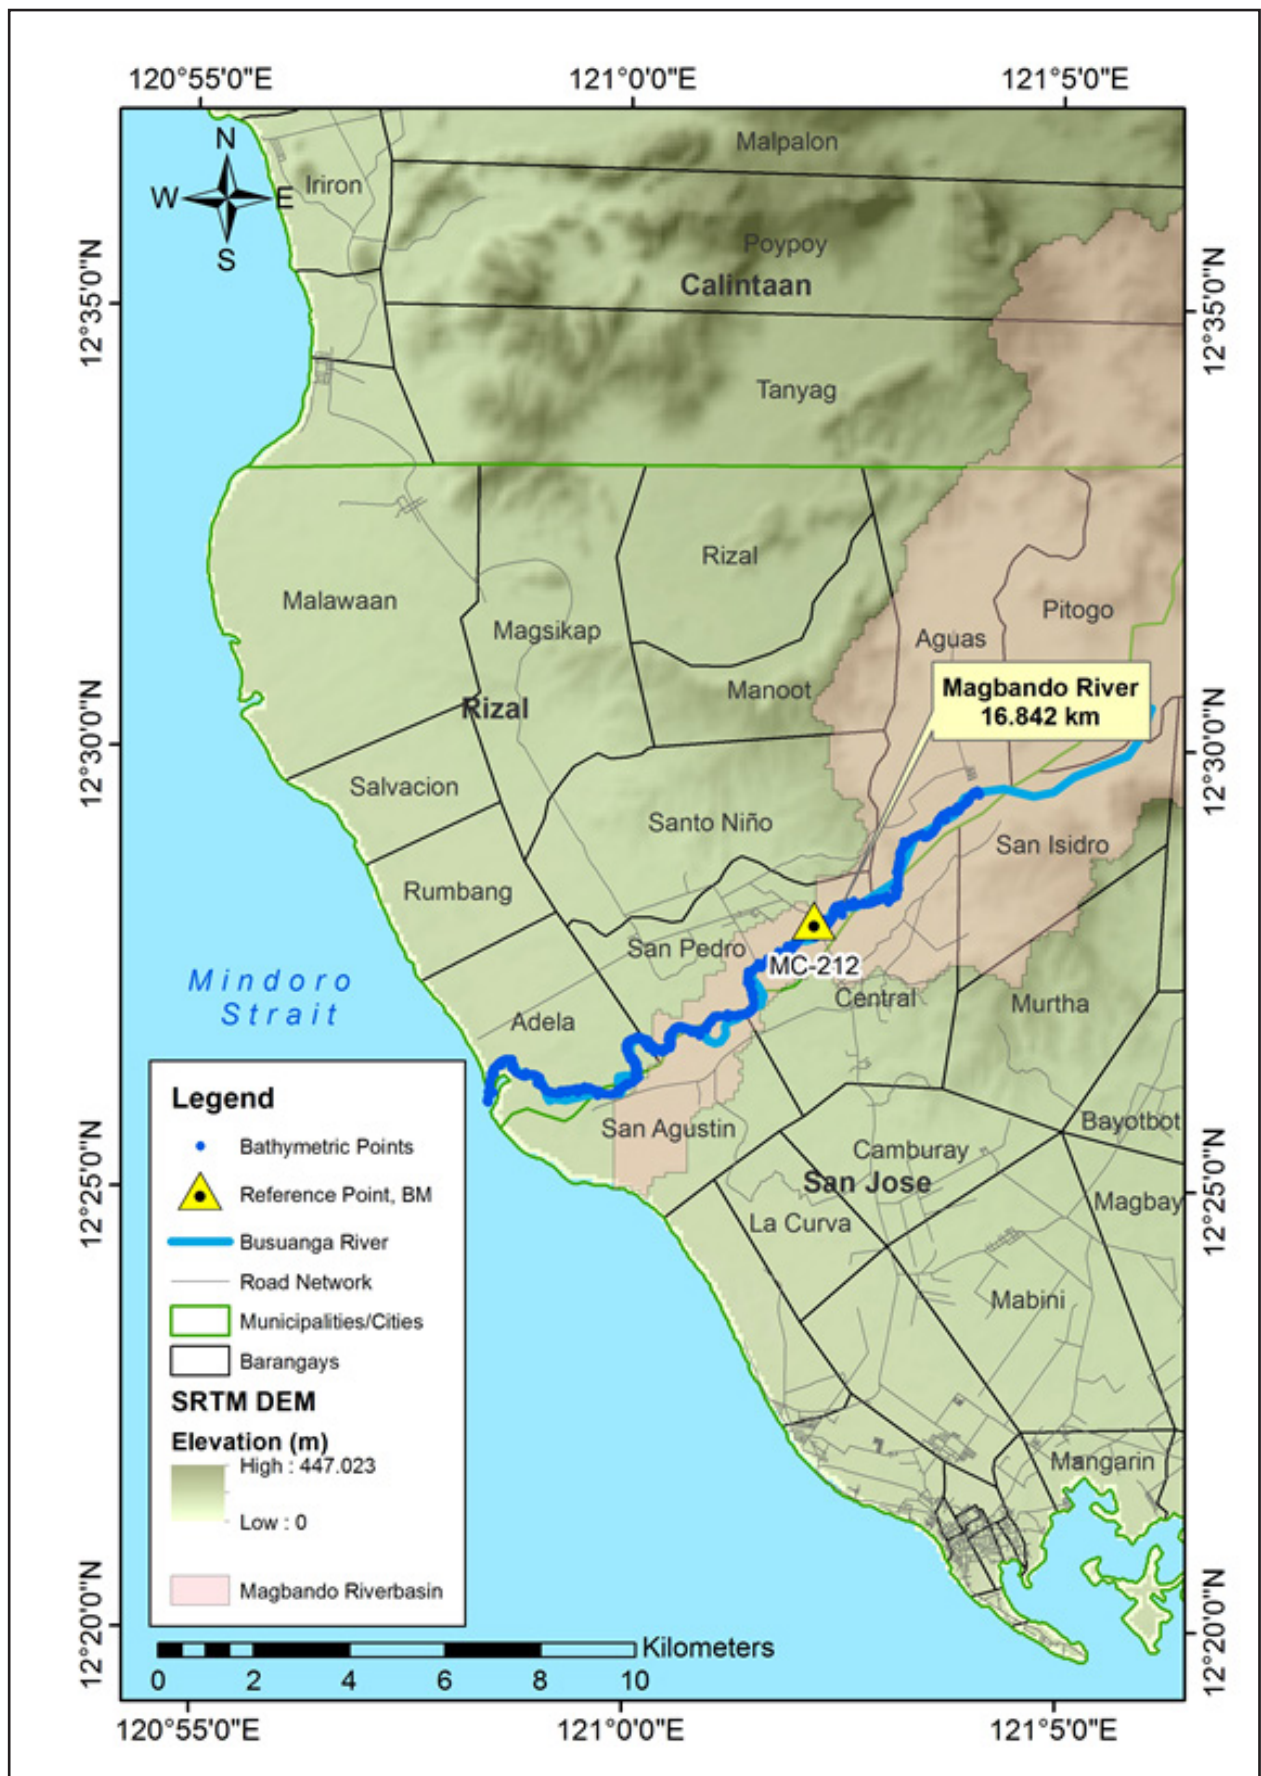 120°55'0"E
121°0'0"E
121°5'0"E
N
W
E
S
12°35'0"N
12°35'0"N
12°30'0"N
12°30'0"N
12°25'0"N
12°25'0"N
12°20'0"N
12°20'0"N
Malpalon
Iriron
Poypoy
Calintaan
Tanyag
Rizal
Malawaan
Magsikap
Pitogo
Aguas
Manoot
Magbando River
16.842 km
Rizal
Salvacion
Santo Niño
San Isidro
Rumbang
San Pedro
MC-212
Mindoro
Strait
Central
Murtha
Adela
San Agustin
Bayotbot
Camburay
San Jose
Magbay
La Curva
Mabini
Mangarin
Legend
Bathymetric Points
Reference Point, BM
Busuanga River
Road Network
Municipalities/Cities
Barangays
SRTM DEM
Elevation (m)
High : 447.023
Low : 0
Magbando Riverbasin
Kilometers
0 2 4 6 8 10
120°55'0"E
121°0'0"E
121°5'0"E